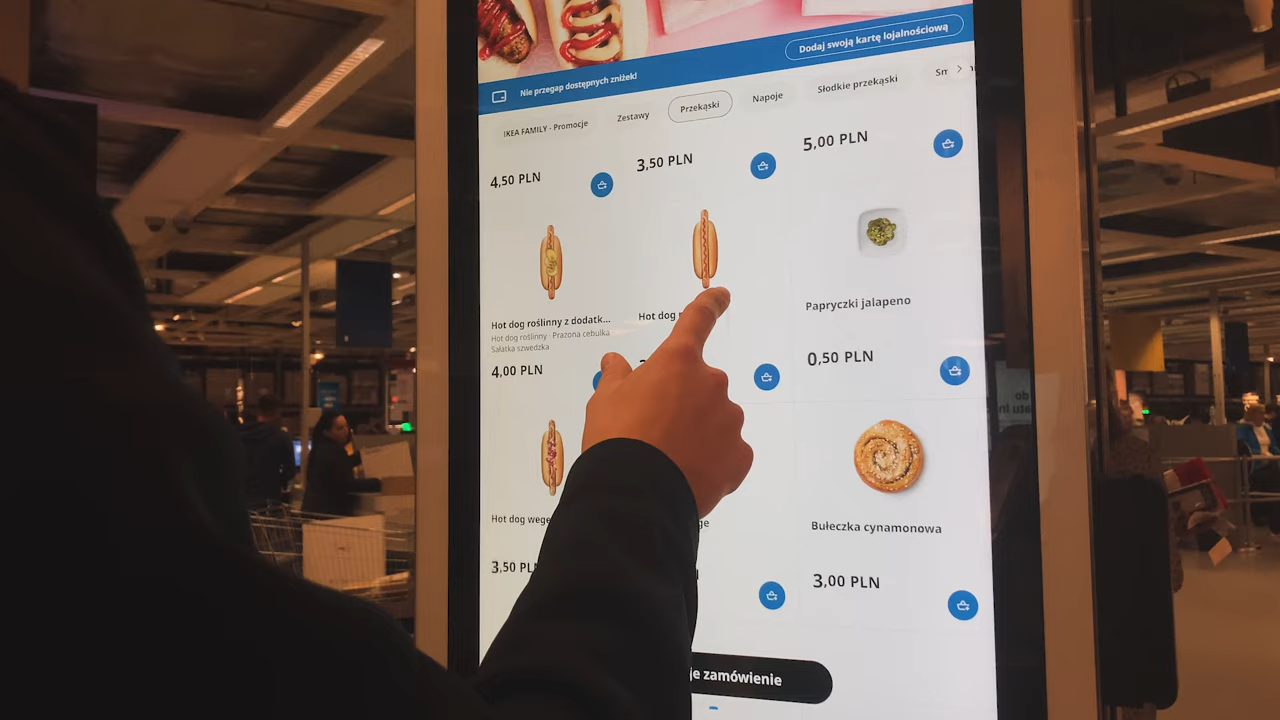 Dodaj swoją kartę lojalnościową
Nie przegap dostępnych zniżek!
IKEA FAMILY - Promocje
Zestawy
Przekąski
Napoje
Słodkie przekąski
4,50 PLN
3,50 PLN
5,00 PLN
Hot dog roślinny z dodatk...
Hot dog roślinny · Prażona cebulka
Sałatka szwedzka
4,00 PLN
Hot dog
Papryczki jalapeno
0,50 PLN
Hot dog
3,50
Bułeczka cynamonowa
3,00 PLN
zamówienie